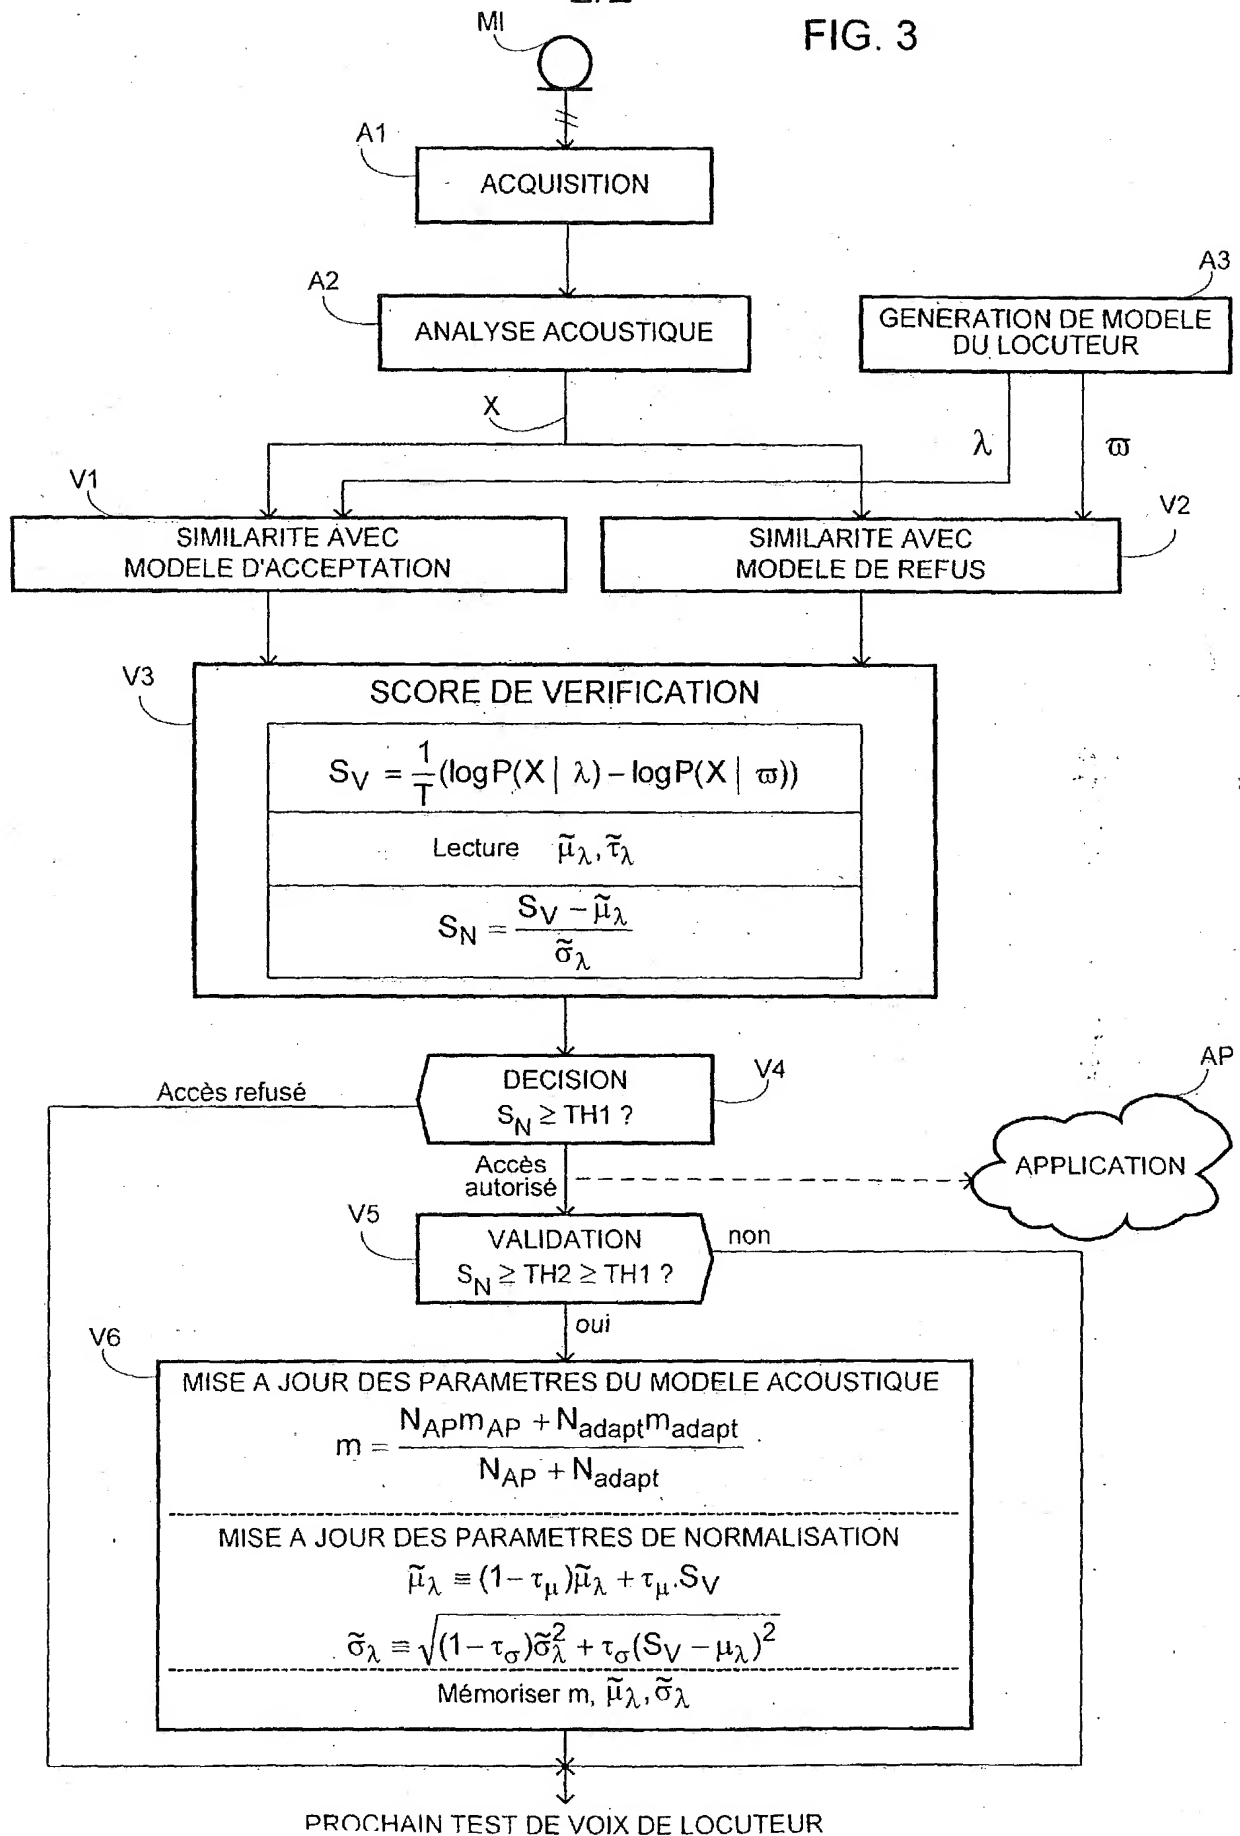 MI
FIG. 3
A1
ACQUISITION
A2
ANALYSE ACOUSTIQUE
A3
GENERATION DE MODELE
DU LOCUTEUR
X
λ
ϖ
V1
SIMILARITE AVEC
MODELE D'ACCEPTATION
V2
SIMILARITE AVEC
MODELE DE REFUS
V3
SCORE DE VERIFICATION
S_V = 1/T (logP(X | λ) – logP(X | ϖ))
Lecture μ̃_λ, τ̃_λ
S_N = (S_V – μ̃_λ) / σ̃_λ
V4
DECISION
S_N ≥ TH1 ?
Accès refusé
Accès
autorisé
AP
APPLICATION
V5
VALIDATION
S_N ≥ TH2 ≥ TH1 ?
non
oui
V6
MISE A JOUR DES PARAMETRES DU MODELE ACOUSTIQUE
m = (N_AP m_AP + N_adapt m_adapt) / (N_AP + N_adapt)
MISE A JOUR DES PARAMETRES DE NORMALISATION
μ̃_λ ≡ (1– τ_μ)μ̃_λ + τ_μ.S_V
σ̃_λ ≡ √((1– τ_σ)σ̃_λ² + τ_σ(S_V – μ_λ)²)
Mémoriser m, μ̃_λ, σ̃_λ
PROCHAIN TEST DE VOIX DE LOCUTEUR